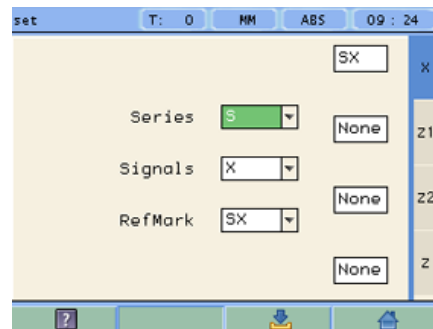 set T: 0 MM ABS 09 : 24
SX
X
Series S
None
Z1
Signals X
None
Z2
RefMark SX
None
Z
?